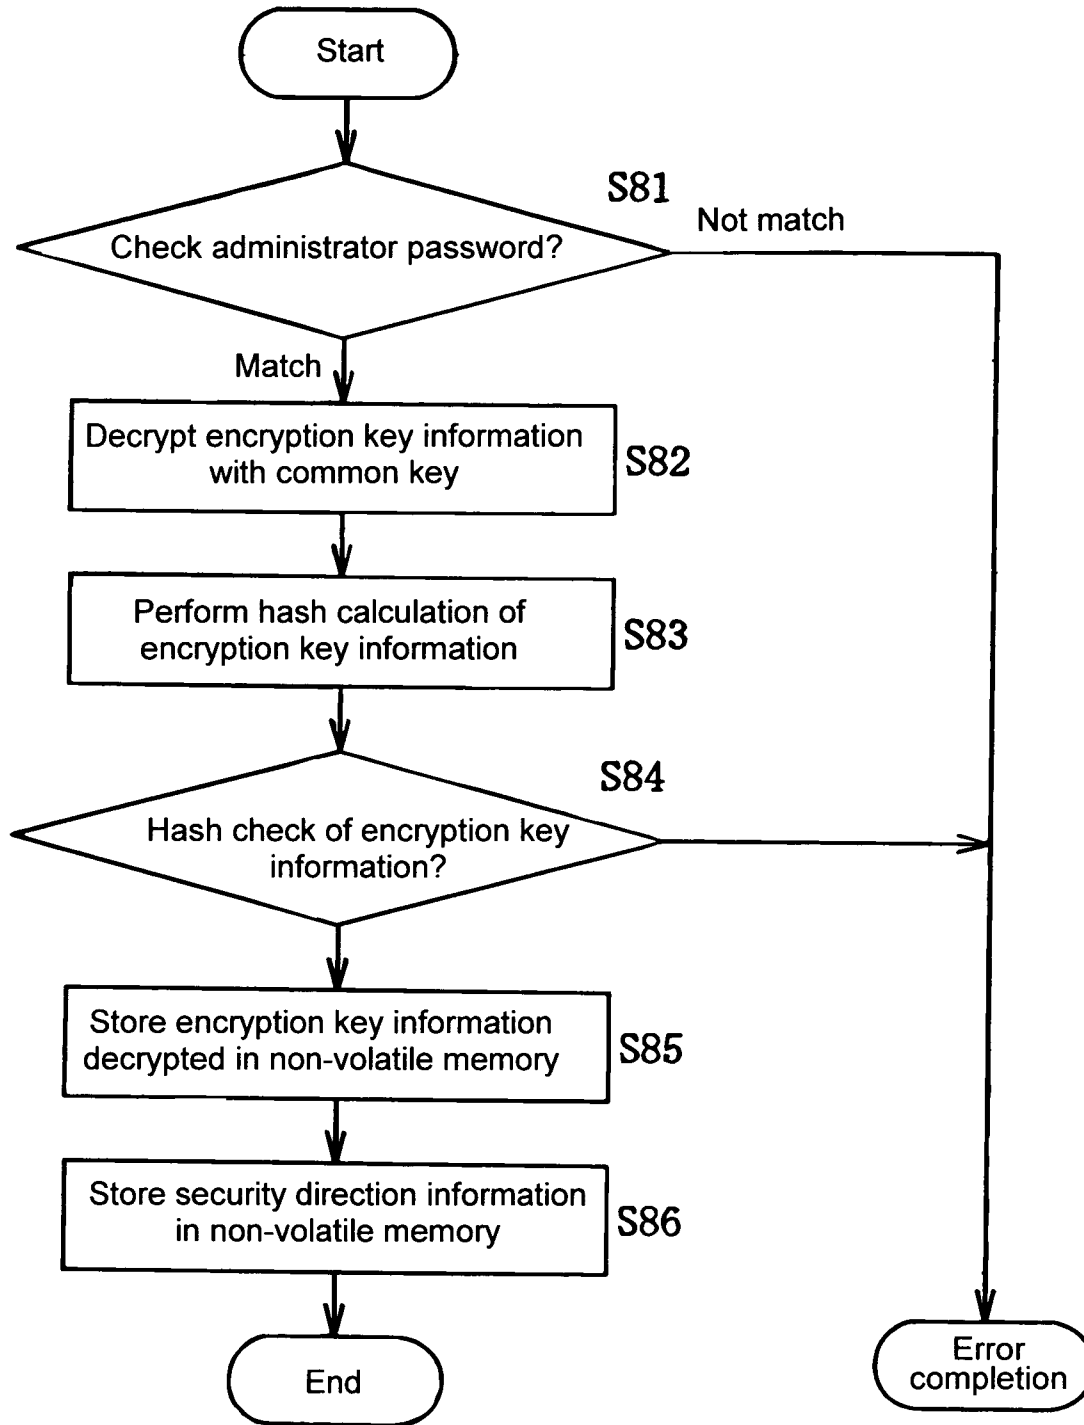 Start
S81
Not match
Check administrator password?
Match
Decrypt encryption key information
with common key
S82
Perform hash calculation of
encryption key information
S83
S84
Hash check of encryption key
information?
Store encryption key information
decrypted in non-volatile memory
S85
Store security direction information
in non-volatile memory
S86
End
Error
completion